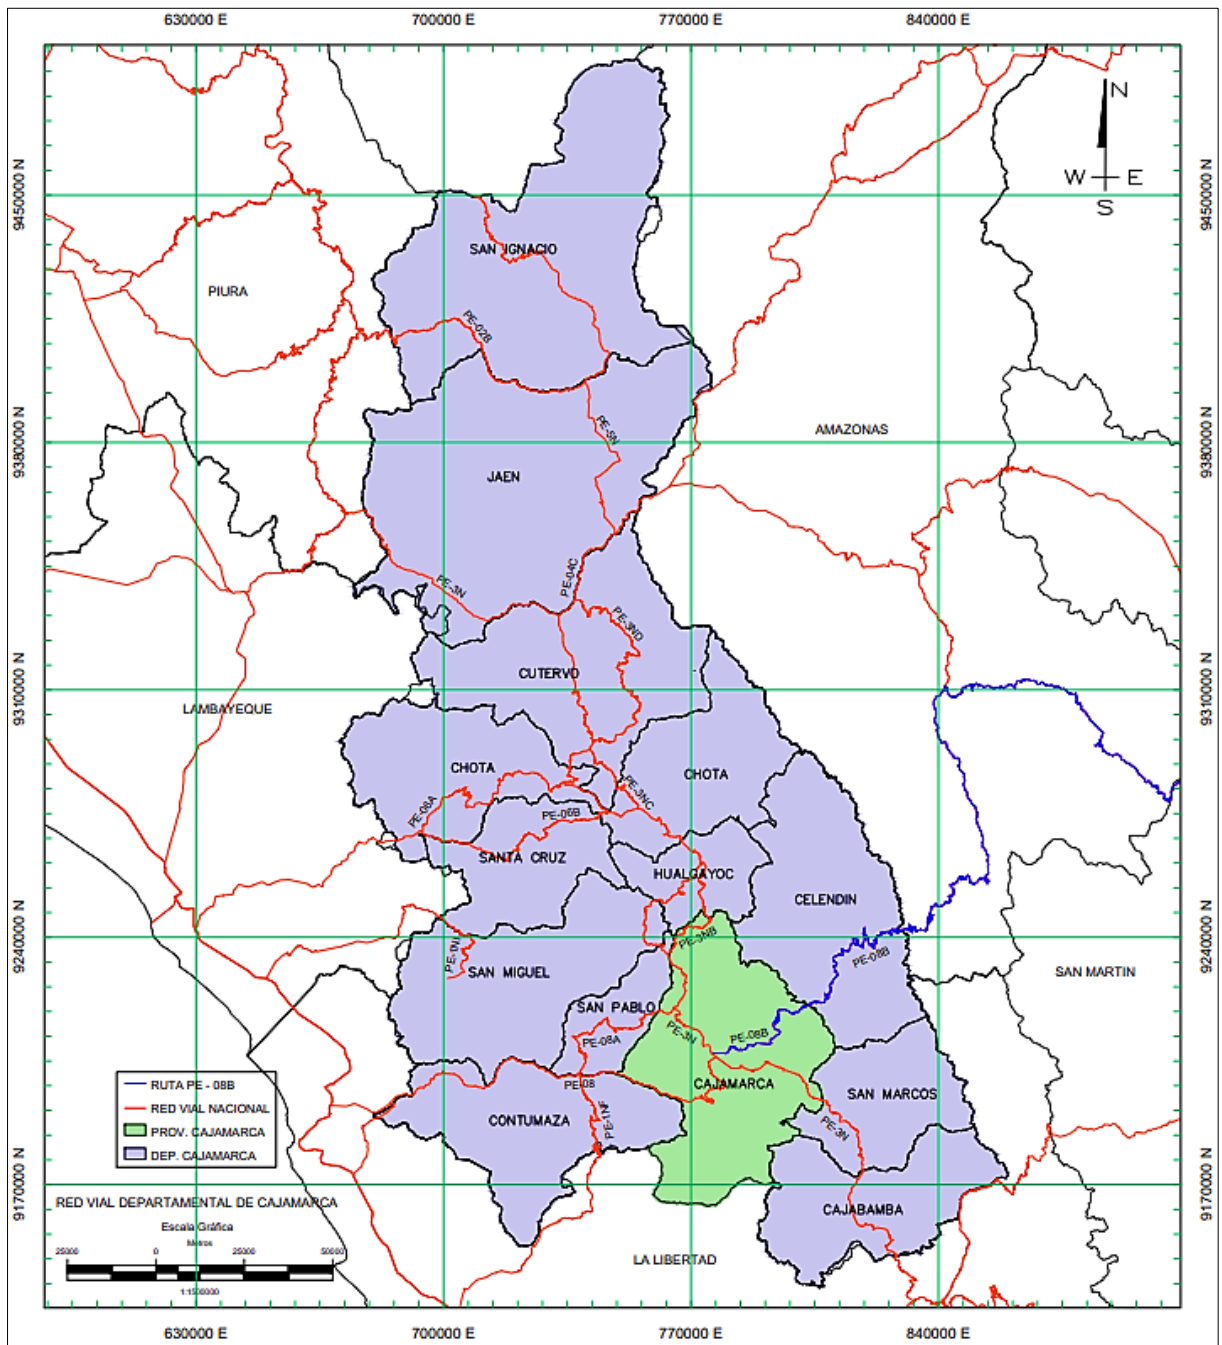 630000 E 700000 E 770000 E 840000 E
N
W E
S
9450000 N 9450000 N
SAN IGNACIO
PIURA
PE-02B
AMAZONAS
PE-5N
9380000 N 9380000 N
JAEN
PE-04C
PE-3N
PE-3ND
CUTERVO
9310000 N 9310000 N
LAMBAYEQUE
CHOTA
CHOTA
PE-3NC
PE-06A
PE-06B
SANTA CRUZ
HUALGAYOC
CELENDIN
9240000 N 9240000 N
PE-3NB
PE-08B
SAN MIGUEL
SAN MARTIN
SAN PABLO
PE-3N
PE-08B
PE-08A
PE-08
CAJAMARCA
SAN MARCOS
CONTUMAZA
PE-1NF
PE-3N
RUTA PE - 08B
RED VIAL NACIONAL
PROV. CAJAMARCA
DEP. CAJAMARCA
9170000 N 9170000 N
RED VIAL DEPARTAMENTAL DE CAJAMARCA
CAJABAMBA
Escala Gráfica
Metros
25000 0 25000 50000
1:1500000
LA LIBERTAD
630000 E 700000 E 770000 E 840000 E